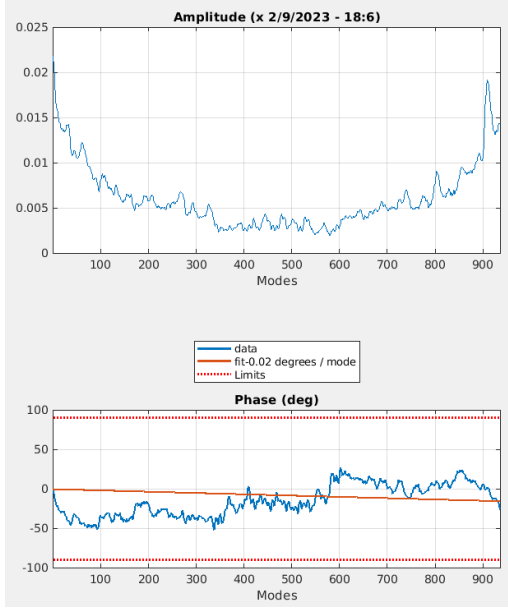 Amplitude (x 2/9/2023 - 18:6)
0.025
0.02
0.015
0.01
0.005
0
100 200 300 400 500 600 700 800 900
Modes
data
fit-0.02 degrees / mode
Limits
Phase (deg)
100
50
0
-50
-100
100 200 300 400 500 600 700 800 900
Modes